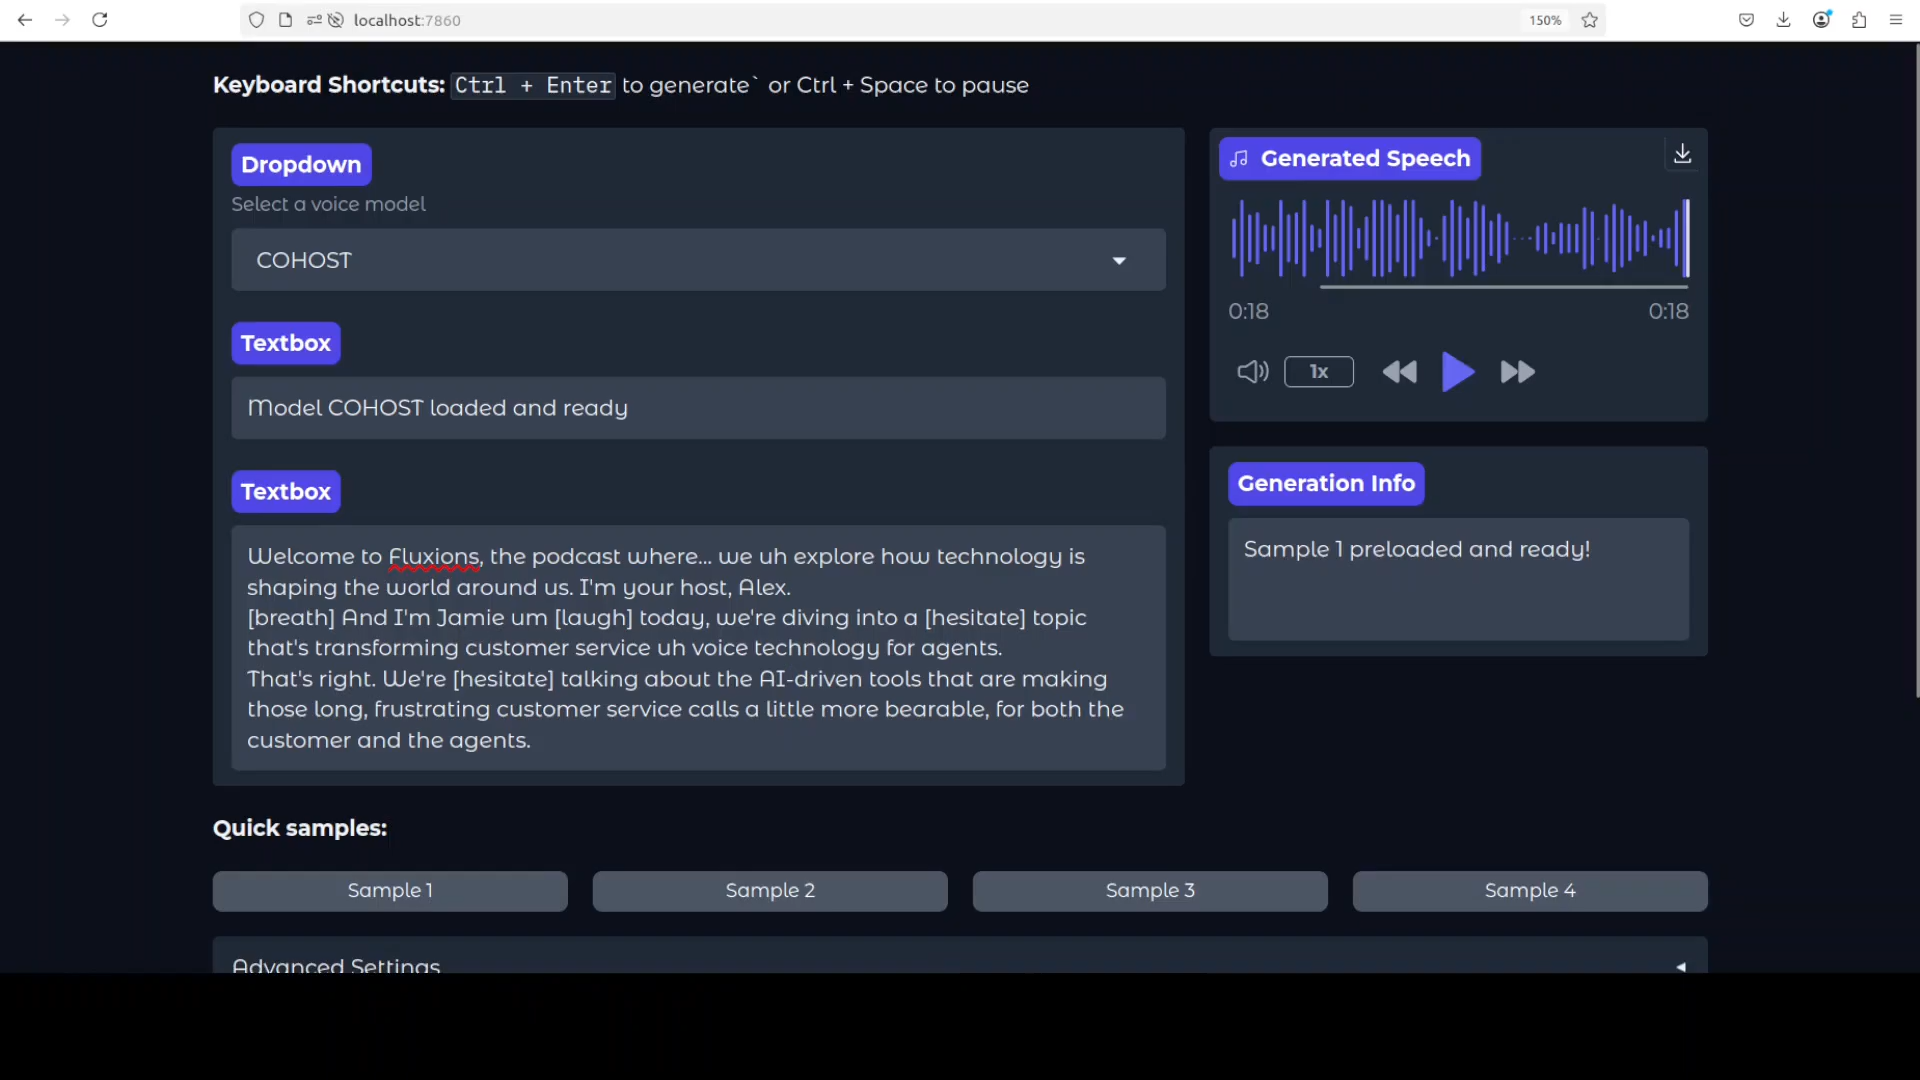 localhost:7860
150%
Keyboard Shortcuts: Ctrl + Enter to generate` or Ctrl + Space to pause
Dropdown
Select a voice model
COHOST
Textbox
Model COHOST loaded and ready
Textbox
Welcome to Fluxions, the podcast where... we uh explore how technology is
shaping the world around us. I'm your host, Alex.
[breath] And I'm Jamie um [laugh] today, we're diving into a [hesitate] topic
that's transforming customer service uh voice technology for agents.
That's right. We're [hesitate] talking about the AI-driven tools that are making
those long, frustrating customer service calls a little more bearable, for both the
customer and the agents.
Generated Speech
0:18
0:18
1x
Generation Info
Sample 1 preloaded and ready!
Quick samples:
Sample 1
Sample 2
Sample 3
Sample 4
Advanced Settings